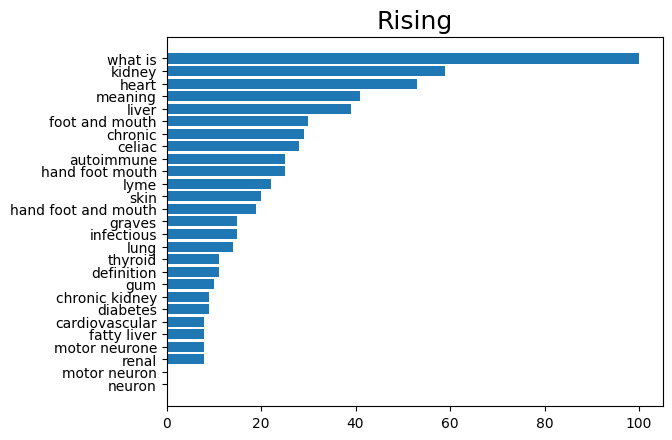 Rising
what is
kidney
heart
meaning
liver
foot and mouth
chronic
celiac
autoimmune
hand foot mouth
lyme
skin
hand foot and mouth
graves
infectious
lung
thyroid
definition
gum
chronic kidney
diabetes
cardiovascular
fatty liver
motor neurone
renal
motor neuron
neuron
0 20 40 60 80 100